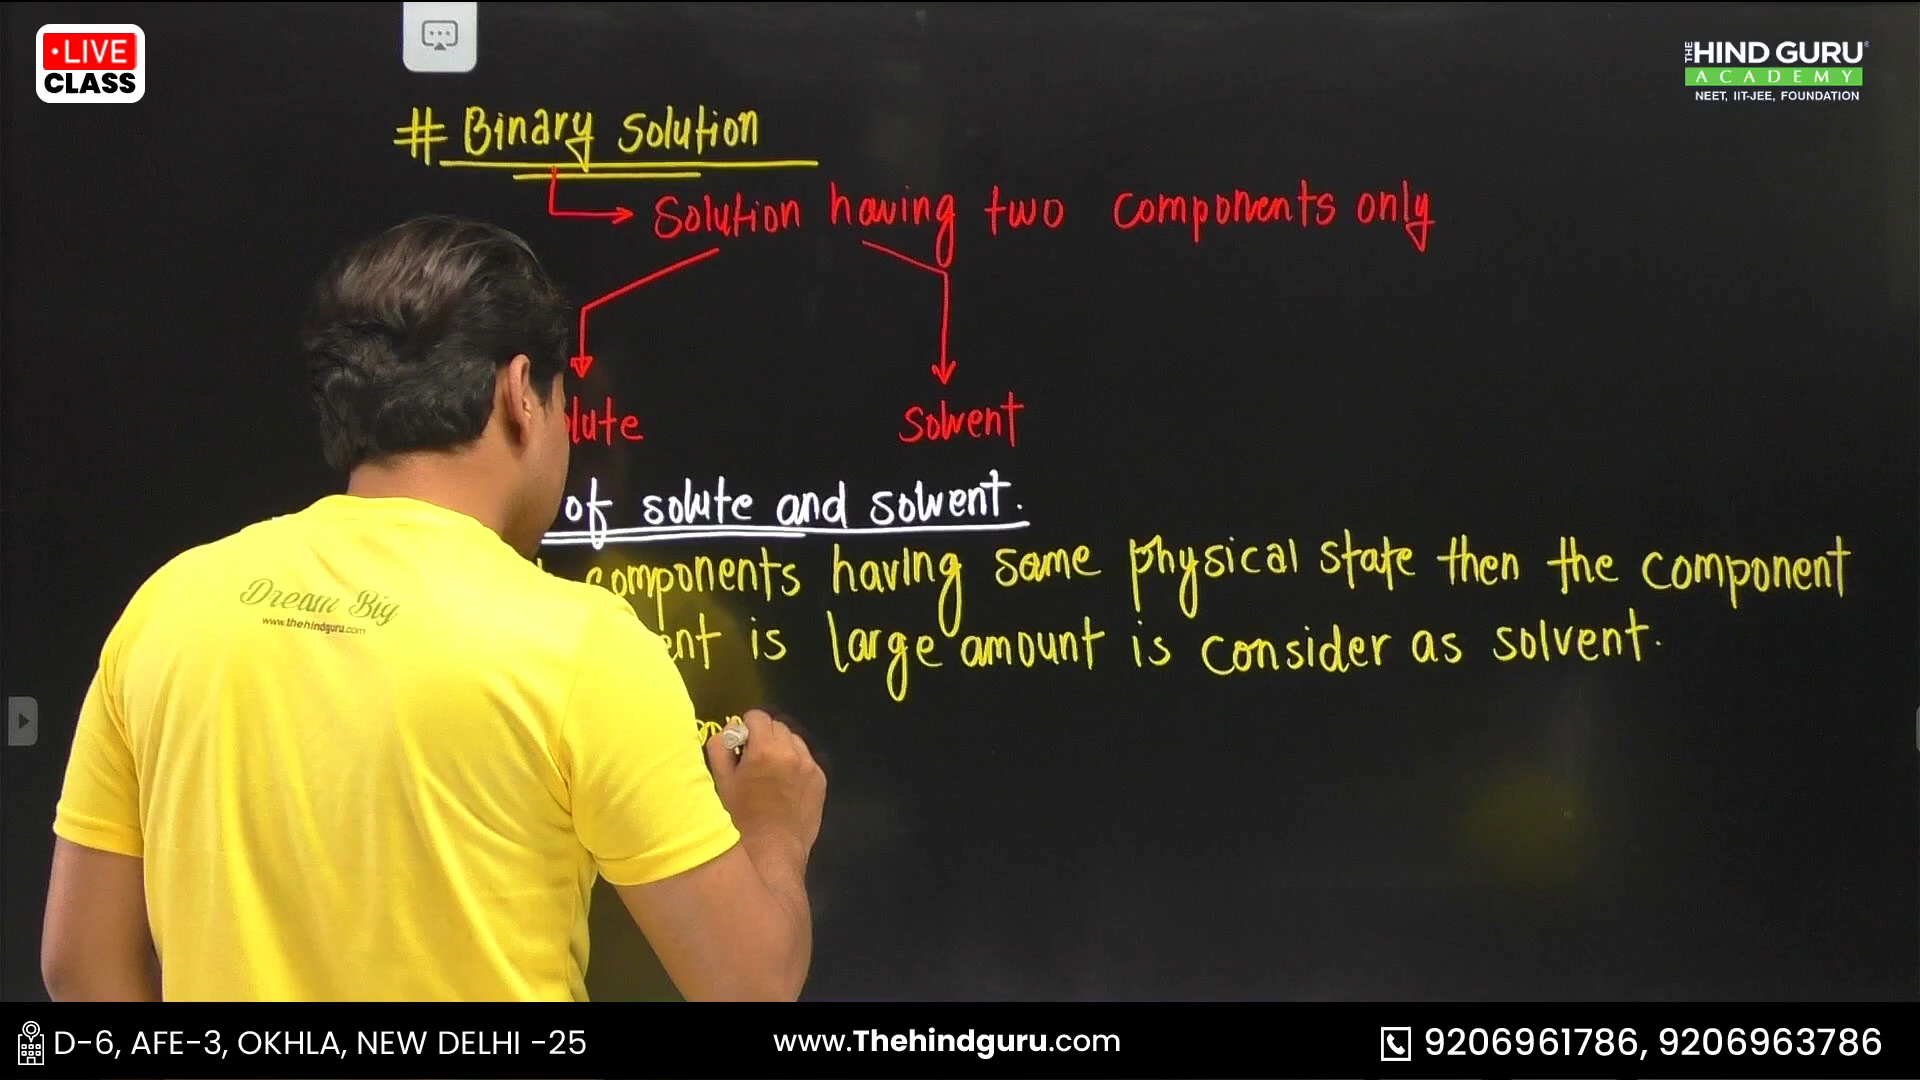 LIVE
CLASS
THE HIND GURU
ACADEMY
NEET, IIT-JEE, FOUNDATION
# Binary solution
Solution having two components only
solvent
of solute and solvent.
components having same physical state then the component
is large amount is consider as solvent.
Dream Big
www.thehindguru.com
D-6, AFE-3, OKHLA, NEW DELHI -25
www.Thehindguru.com
9206961786, 9206963786